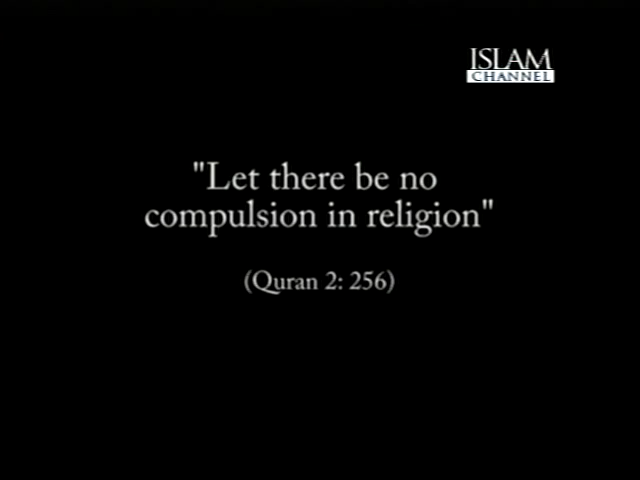 ISLAM
CHANNEL
"Let there be no
compulsion in religion"
(Quran 2: 256)